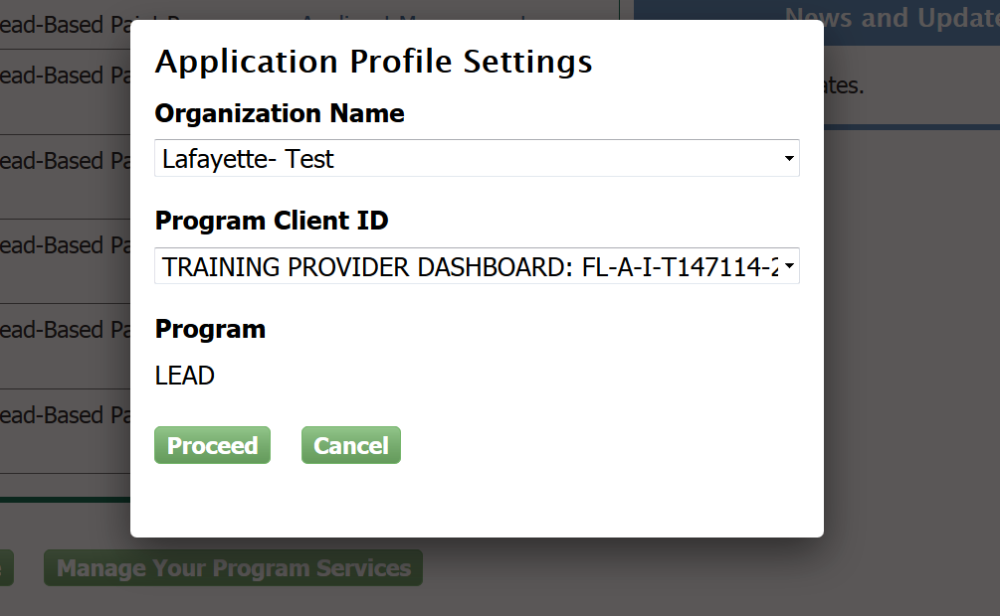 ead-Based Pa
News and Update
ead-Based Pa
ates.
ead-Based Pa
ead-Based Pa
ead-Based Pa
ead-Based Pa
Application Profile Settings
Organization Name
Lafayette- Test
Program Client ID
TRAINING PROVIDER DASHBOARD: FL-A-I-T147114-2
Program
LEAD
Proceed Cancel
Manage Your Program Services